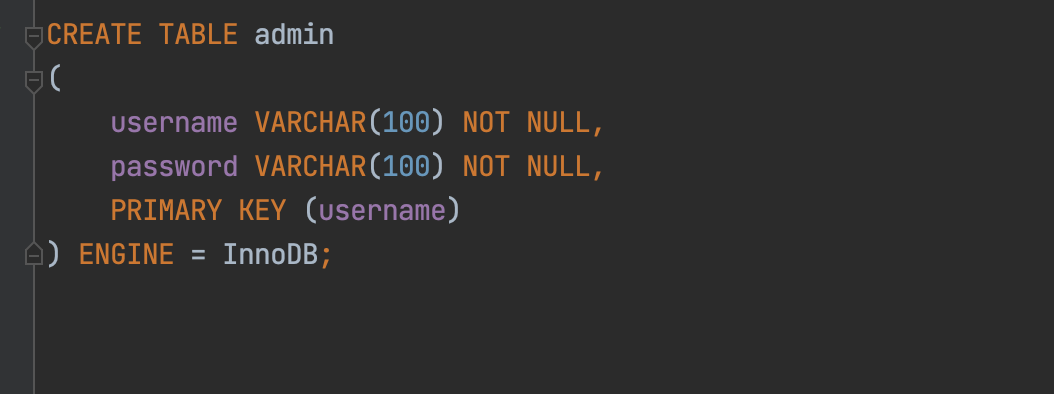 CREATE TABLE admin
(
    username VARCHAR(100) NOT NULL,
    password VARCHAR(100) NOT NULL,
    PRIMARY KEY (username)
) ENGINE = InnoDB;